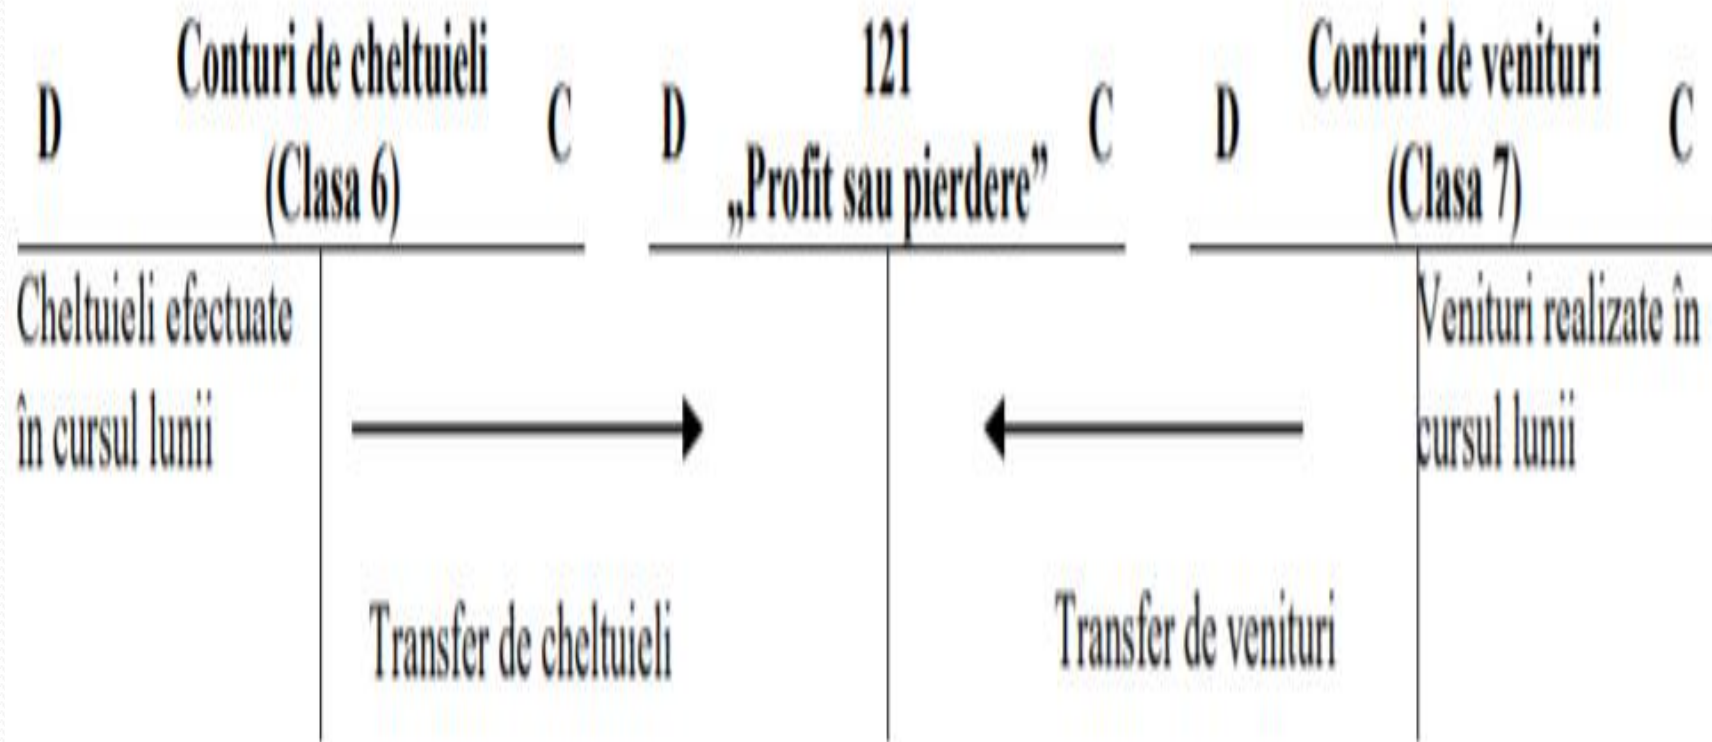 Conturi de cheltuieli
D
C
(Clasa 6)
121
D
C
„Profit sau pierdere”
Conturi de venituri
D
C
(Clasa 7)
Cheltuieli efectuate
în cursul lunii
Transfer de cheltuieli
Venituri realizate în
cursul lunii
Transfer de venituri